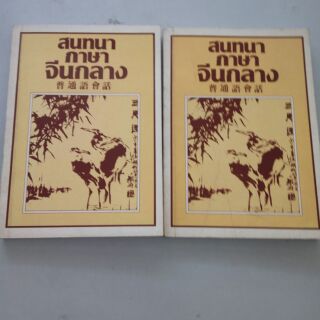 สนทนา
ภาษา
จีนกลาง
普通語會話
สนทนา
ภาษา
จีนกลาง
普通語會話